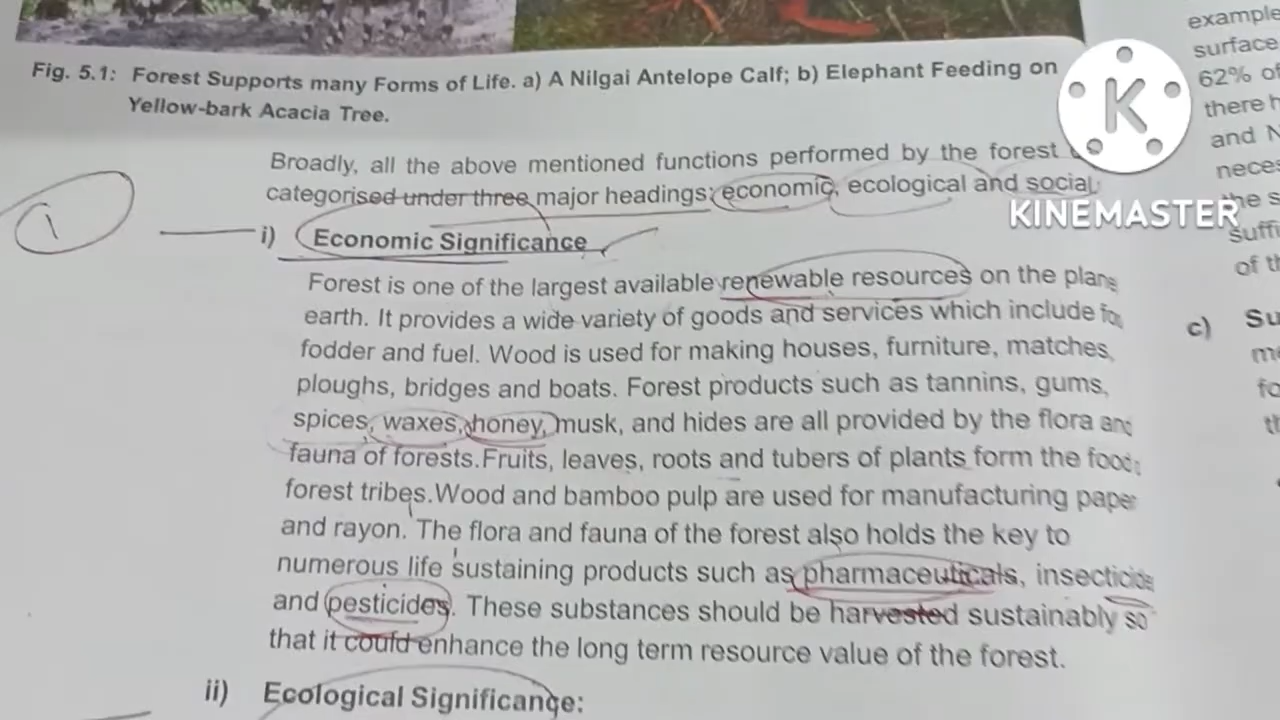 Fig. 5.1: Forest Supports many Forms of Life. a) A Nilgai Antelope Calf; b) Elephant Feeding on
Yellow-bark Acacia Tree.
Broadly, all the above mentioned functions performed by the forest
categorised under three major headings: economic, ecological and social
1
i) Economic Significance
Forest is one of the largest available renewable resources on the
earth. It provides a wide variety of goods and services which include
fodder and fuel. Wood is used for making houses, furniture, matches,
ploughs, bridges and boats. Forest products such as tannins, gums,
spices, waxes, honey, musk, and hides are all provided by the flora and
fauna of forests. Fruits, leaves, roots and tubers of plants form the
forest tribes. Wood and bamboo pulp are used for manufacturing paper
and rayon. The flora and fauna of the forest also holds the key to
numerous life sustaining products such as pharmaceuticals, insecticide
and pesticides. These substances should be harvested sustainably so
that it could enhance the long term resource value of the forest.
ii) Ecological Significance:
K
KINEMASTER
example
surface
62% of
there h
and N
neces
the s
suffi
of th
c) Su